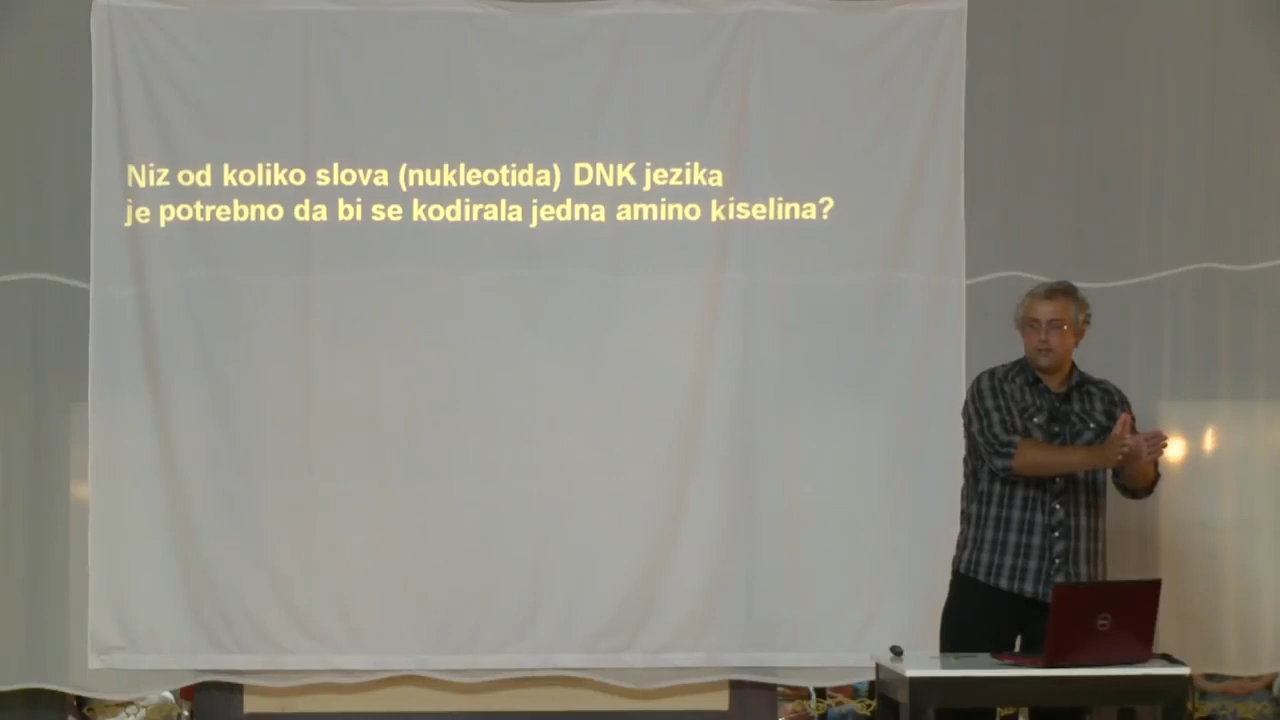 Niz od koliko slova (nukleotida) DNK jezika
je potrebno da bi se kodirala jedna amino kiselina?